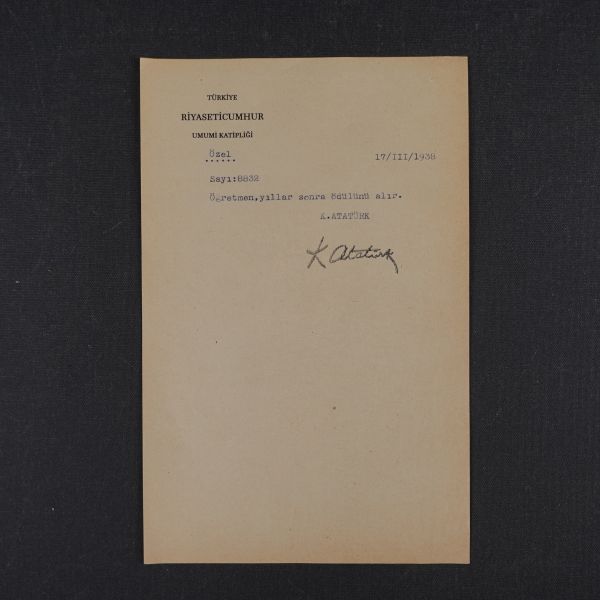 TÜRKİYE
RİYASETİCUMHUR
UMUMİ KATİPLİĞİ
Özel
17/III/1938
Sayı:8832
Öğretmen,yıllar sonra ödülünü alır.
K.ATATÜRK
K Atatürk